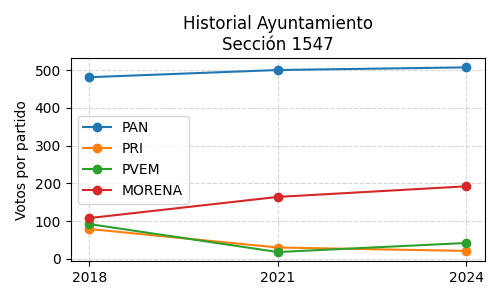 Historial Ayuntamiento
Sección 1547
Votos por partido
500
400
300
200
100
0
PAN
PRI
PVEM
MORENA
2018
2021
2024